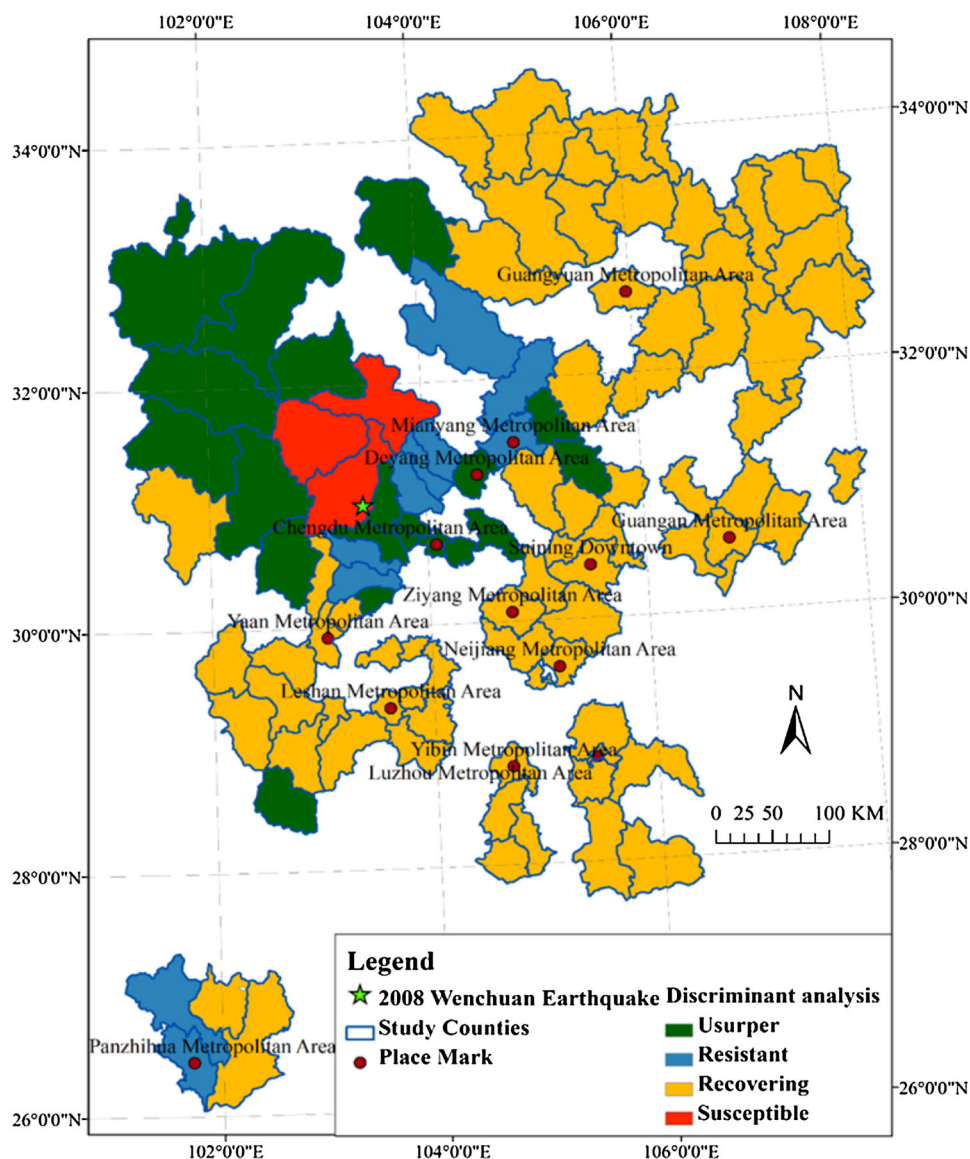 102°0'0"E 104°0'0"E 106°0'0"E 108°0'0"E
34°0'0"N
34°0'0"N
Guangyuan Metropolitan Area
32°0'0"N
32°0'0"N
Mianyang Metropolitan Area
Deyang Metropolitan Area
Guangan Metropolitan Area
Chengdu Metropolitan Area
Suining Downtown
Ziyang Metropolitan Area
30°0'0"N
Yaan Metropolitan Area
30°0'0"N
Neijiang Metropolitan Area
Leshan Metropolitan Area
N
Yibin Metropolitan Area
Luzhou Metropolitan Area
0 25 50 100 KM
28°0'0"N
28°0'0"N
Legend
2008 Wenchuan Earthquake
Study Counties
Place Mark
Discriminant analysis
Usurper
Resistant
Recovering
Susceptible
Panzhihua Metropolitan Area
26°0'0"N
26°0'0"N
102°0'0"E 104°0'0"E 106°0'0"E